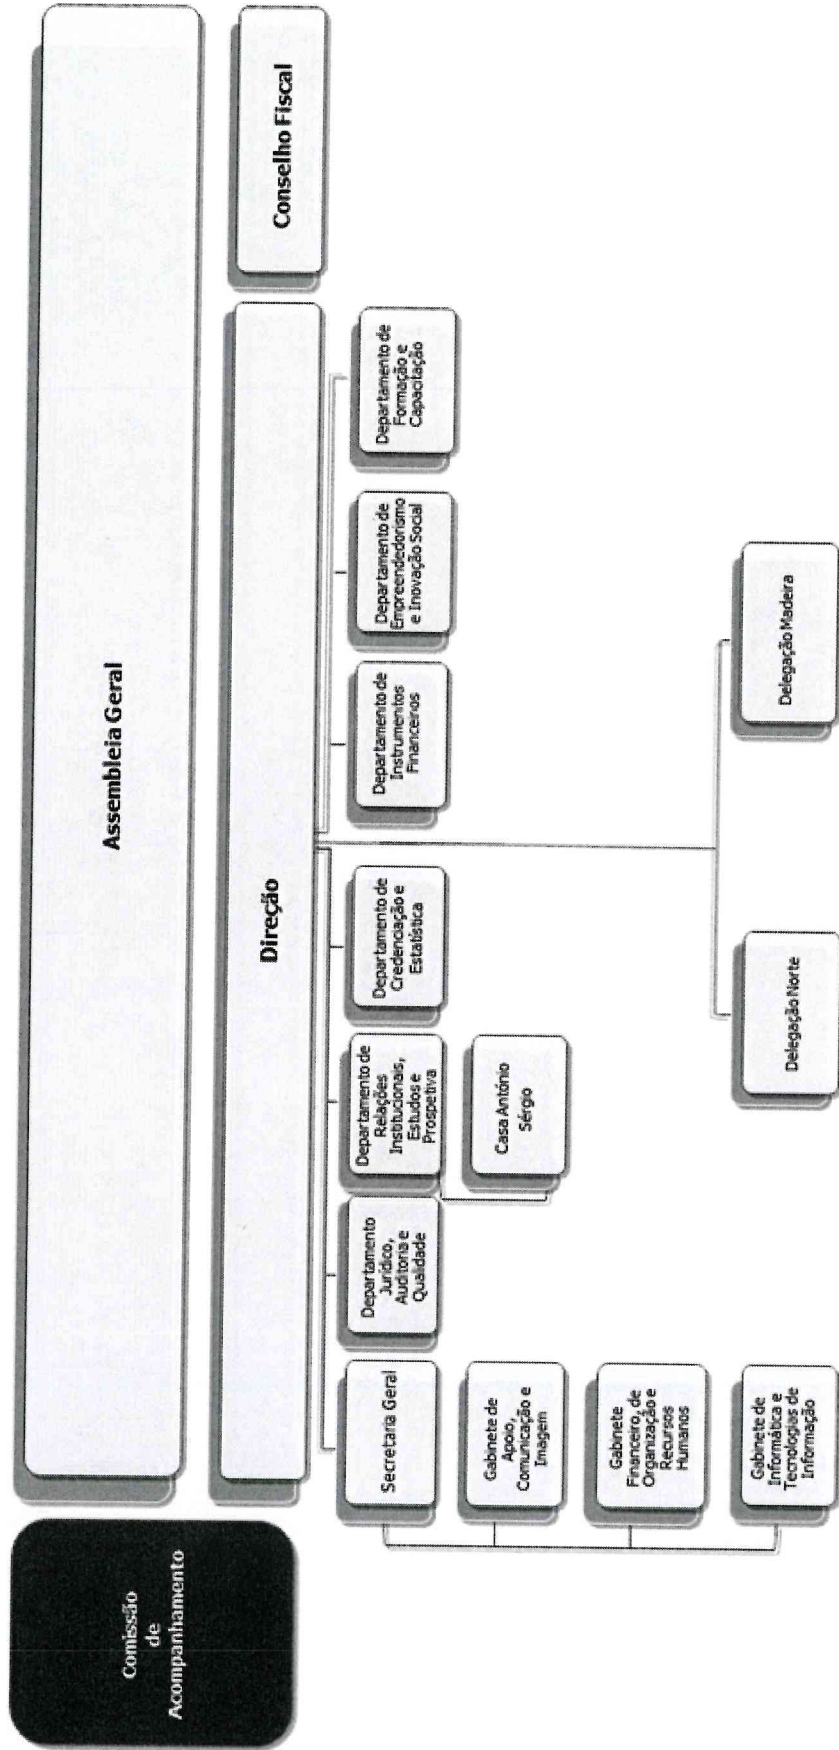 Comissão
de
Acompanhamento
Assembleia Geral
Direção
Conselho Fiscal
Secretaria Geral
Departamento
Jurídico,
Auditoria e
Qualidade
Departamento de
Relações
Institucionais,
Estudos e
Prospetiva
Departamento de
Credenciação e
Estatística
Departamento de
Instrumentos
Financeiros
Departamento de
Empreendedorismo
e Inovação Social
Departamento de
Formação e
Capacitação
Gabinete de
Apoio,
Comunicação e
Imagem
Casa António
Sérgio
Gabinete
Financeiro, de
Organização e
Recursos
Humanos
Gabinete de
Informática e
Tecnologias de
Informação
Delegação Norte
Delegação Madeira